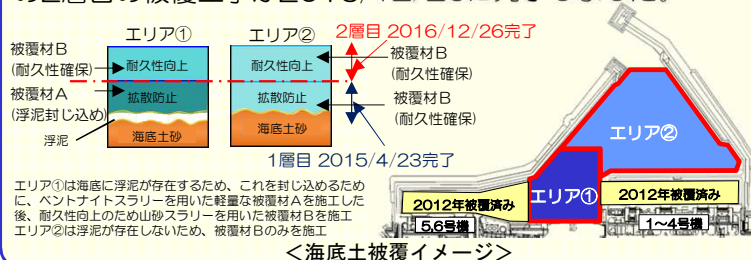 エリア①
エリア②
2層目 2016/12/26完了
被覆材B
(耐久性確保)
耐久性向上
耐久性向上
被覆材B
(耐久性確保)
被覆材A
(浮泥封じ込め)
拡散防止
拡散防止
被覆材B
(耐久性確保)
浮泥
海底土砂
海底土砂
1層目 2015/4/23完了
エリア②
エリア①
2012年被覆済み
2012年被覆済み
5,6号機
1~4号機
エリア①は海底に浮泥が存在するため、これを封じ込めるため
に、ベントナイトスラリーを用いた軽量な被覆材Aを施工した
後、耐久性向上のため山砂スラリーを用いた被覆材Bを施工
エリア②は浮泥が存在しないため、被覆材Bのみを施工
<海底土被覆イメージ>